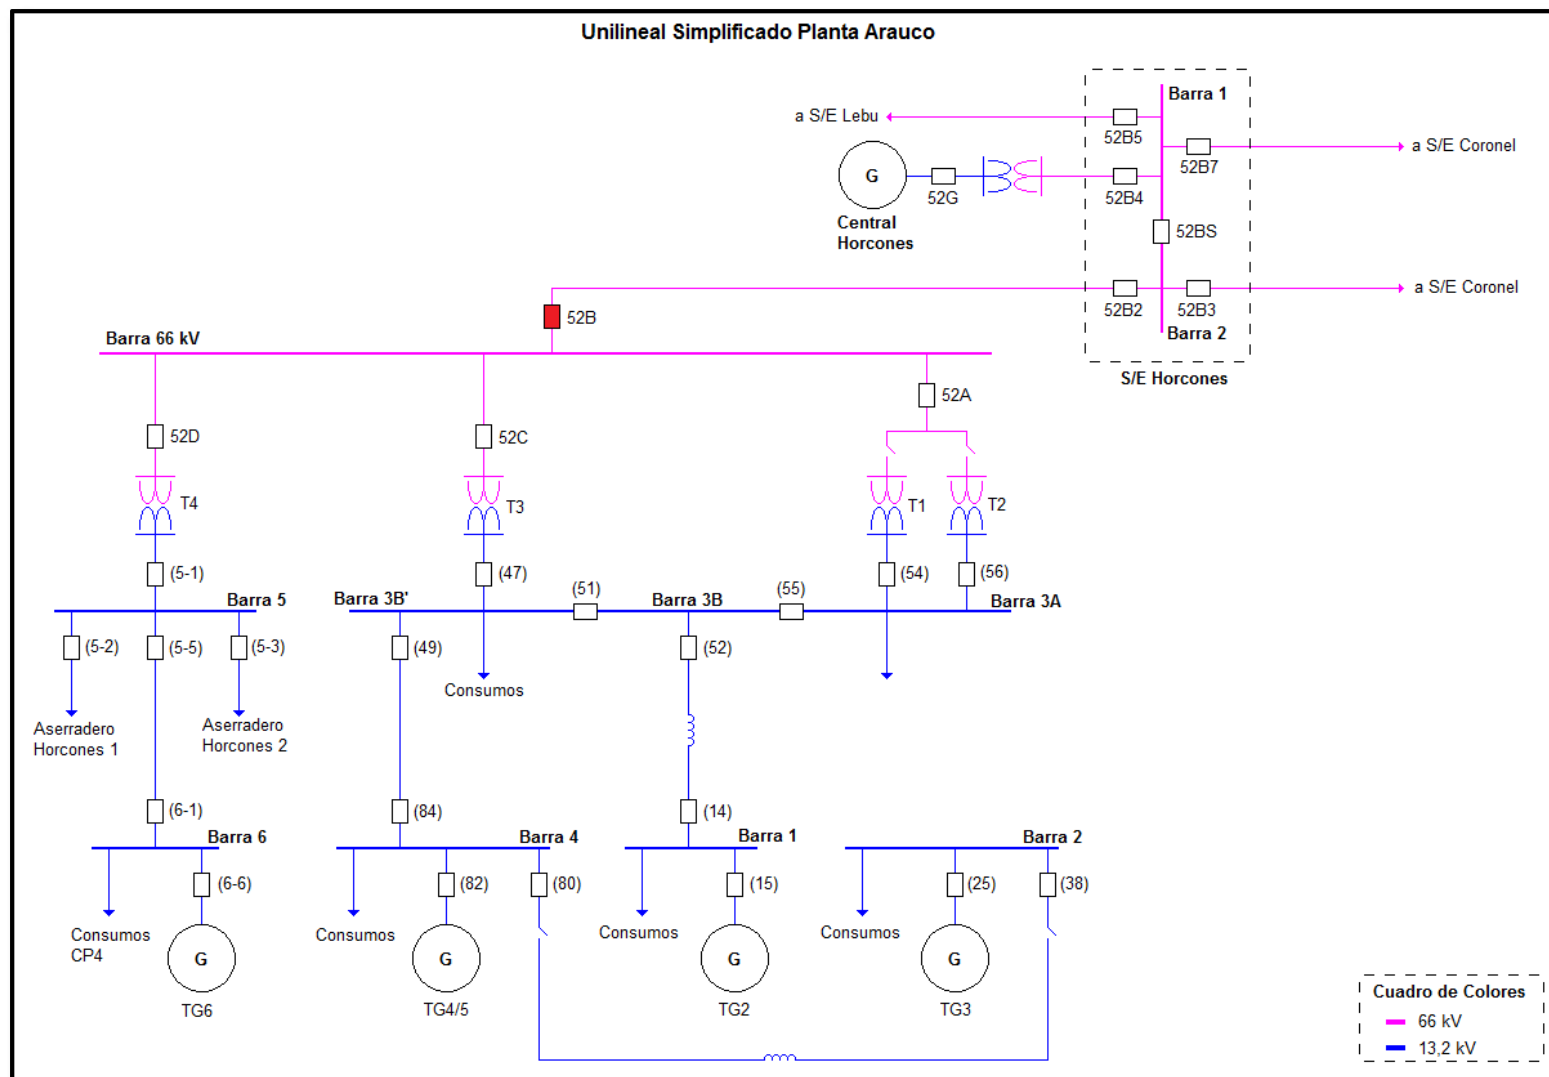 Unilineal Simplificado Planta Arauco
Barra 1
a S/E Lebu
52B5
a S/E Coronel
52B7
G
52G
52B4
Central
Horcones
52BS
a S/E Coronel
52B2
52B3
52B
Barra 2
Barra 66 kV
S/E Horcones
52A
52D
52C
T4
T3
T1
T2
(5-1)
(47)
(54)
(56)
(51)
(55)
Barra 5
Barra 3B'
Barra 3B
Barra 3A
(5-2)
(5-5)
(5-3)
(49)
(52)
Consumos
Aserradero
Horcones 1
Aserradero
Horcones 2
(6-1)
(84)
(14)
Barra 6
Barra 4
Barra 1
Barra 2
(6-6)
(82)
(80)
(15)
(25)
(38)
Consumos
CP4
Consumos
Consumos
Consumos
G
G
G
G
TG6
TG4/5
TG2
TG3
Cuadro de Colores
66 kV
13,2 kV